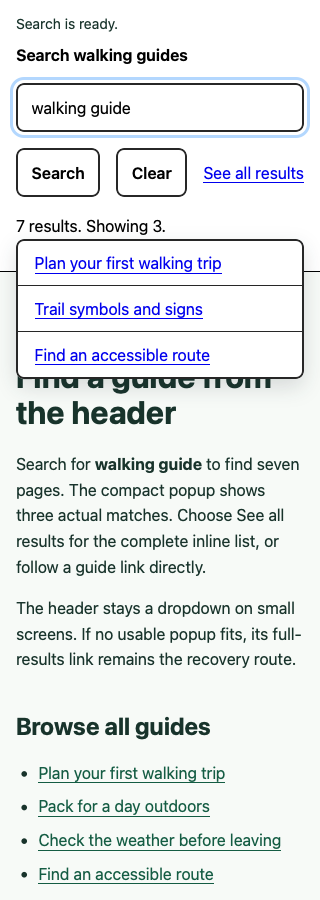 Search is ready.
Search walking guides
walking guide
Search Clear See all results
7 results. Showing 3.
Plan your first walking trip
Trail symbols and signs
Find an accessible route
Find a guide from
the header
Search for walking guide to find seven
pages. The compact popup shows
three actual matches. Choose See all
results for the complete inline list, or
follow a guide link directly.
The header stays a dropdown on small
screens. If no usable popup fits, its full-
results link remains the recovery route.
Browse all guides
• Plan your first walking trip
• Pack for a day outdoors
• Check the weather before leaving
• Find an accessible route